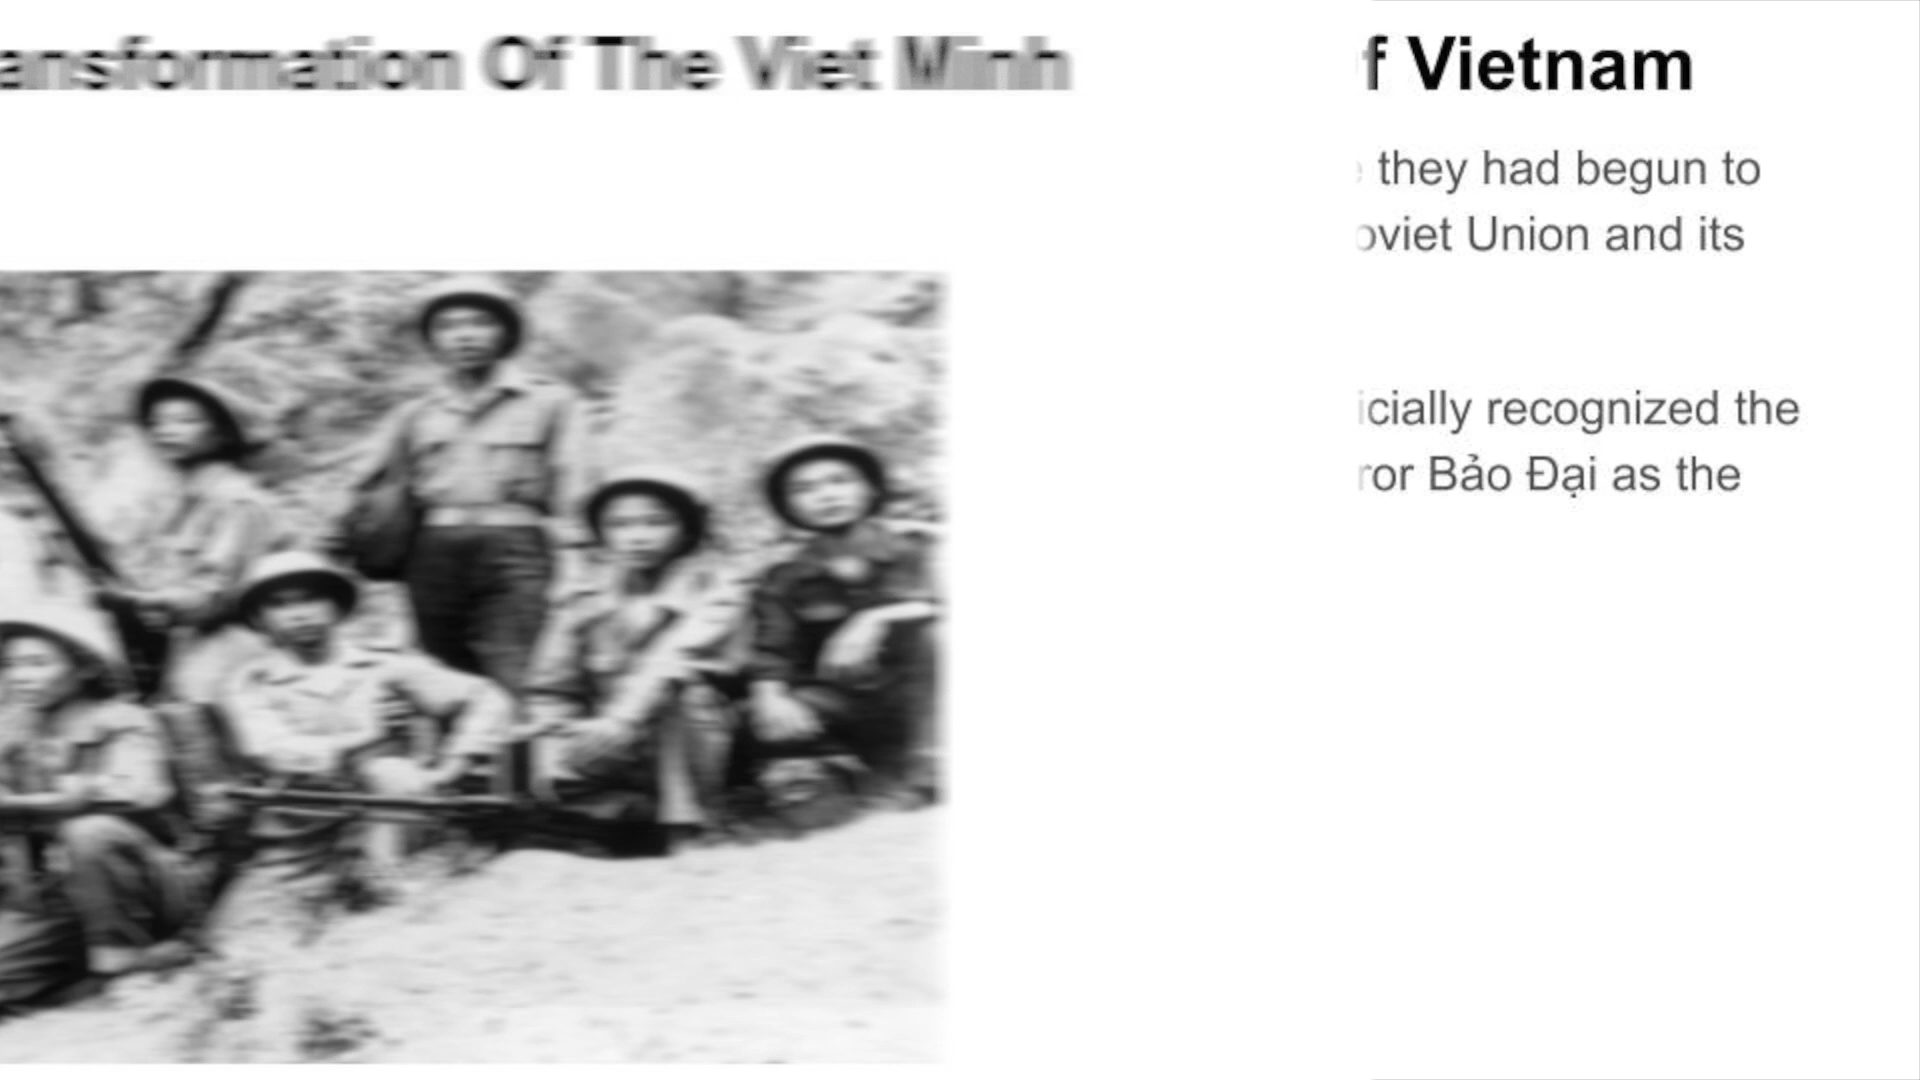 ansformation Of The Viet Minh
f Vietnam
they had begun to
oviet Union and its
icially recognized the
ror Bảo Đại as the